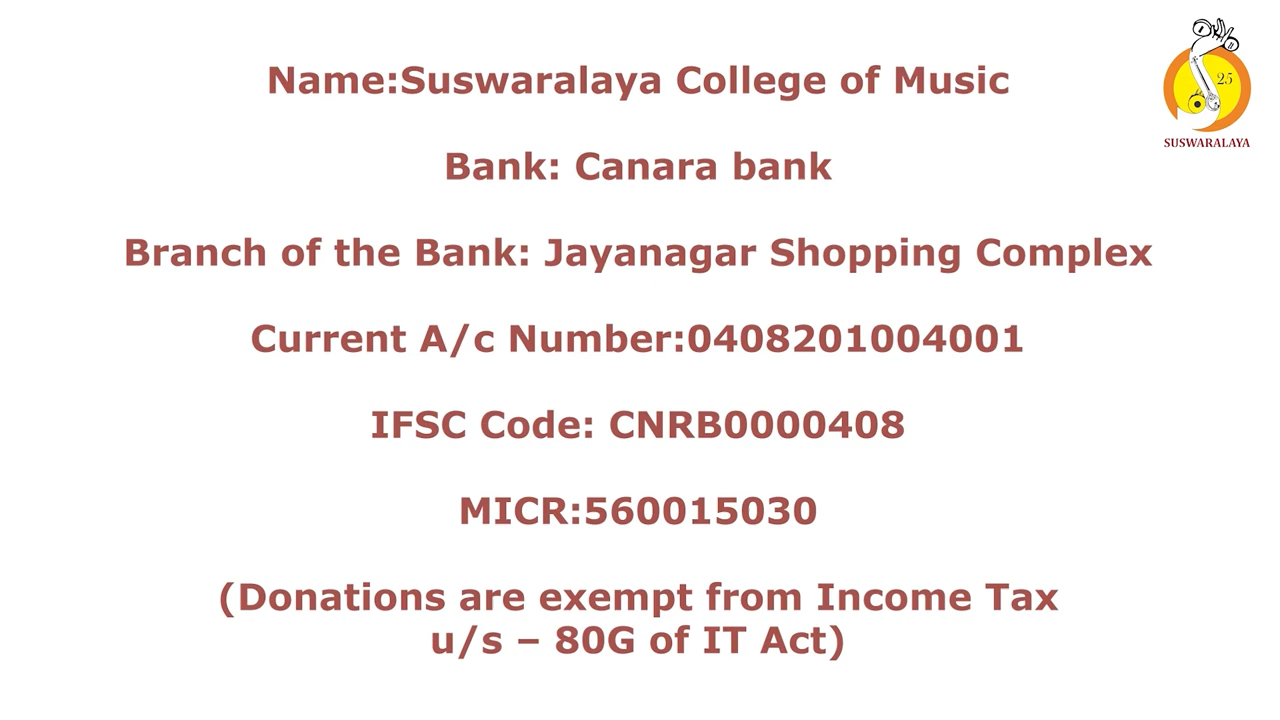 Name:Suswaralaya College of Music
25
SUSWARALAYA
Bank: Canara bank
Branch of the Bank: Jayanagar Shopping Complex
Current A/c Number:0408201004001
IFSC Code: CNRB0000408
MICR:560015030
(Donations are exempt from Income Tax
u/s – 80G of IT Act)